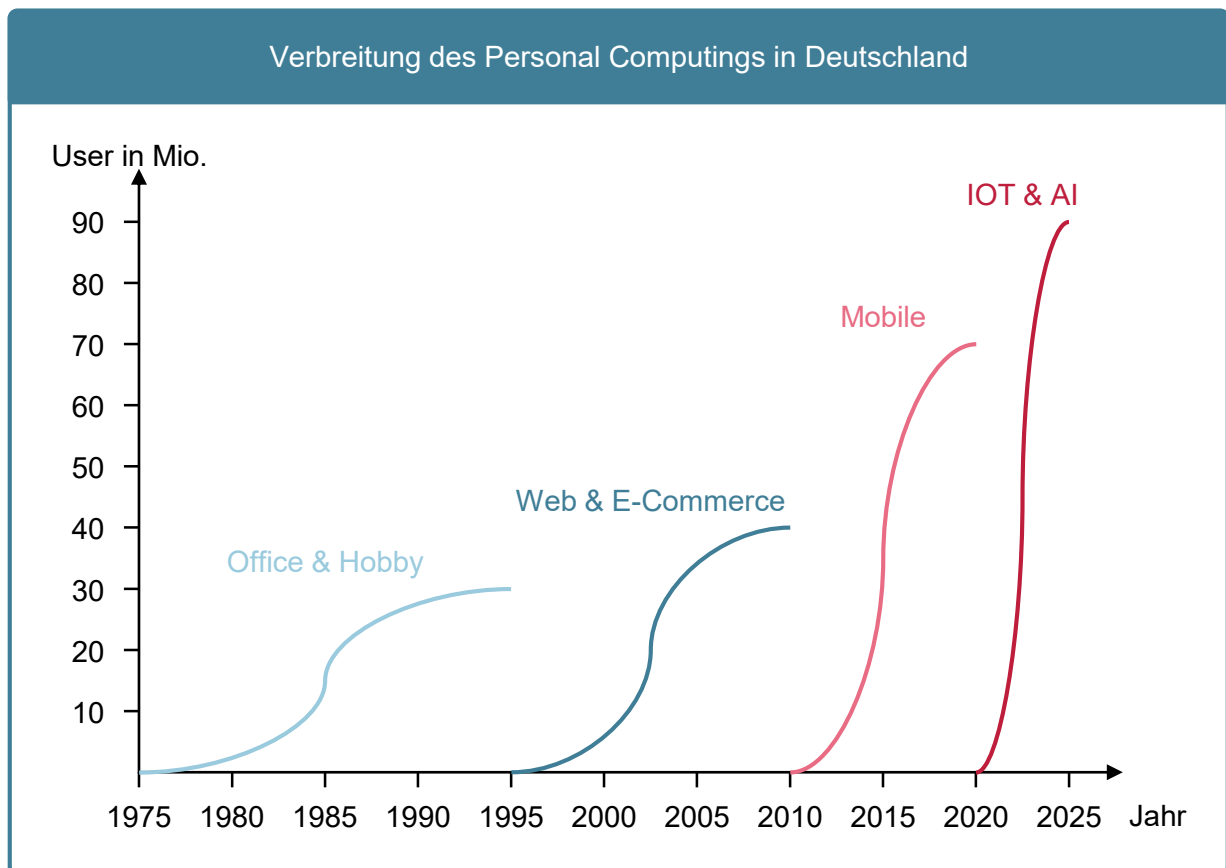 Verbreitung des Personal Computings in Deutschland
User in Mio.
IOT & AI
90
80
Mobile
70
60
50
Web & E-Commerce
40
Office & Hobby
30
20
10
1975 1980 1985 1990 1995 2000 2005 2010 2015 2020 2025 Jahr